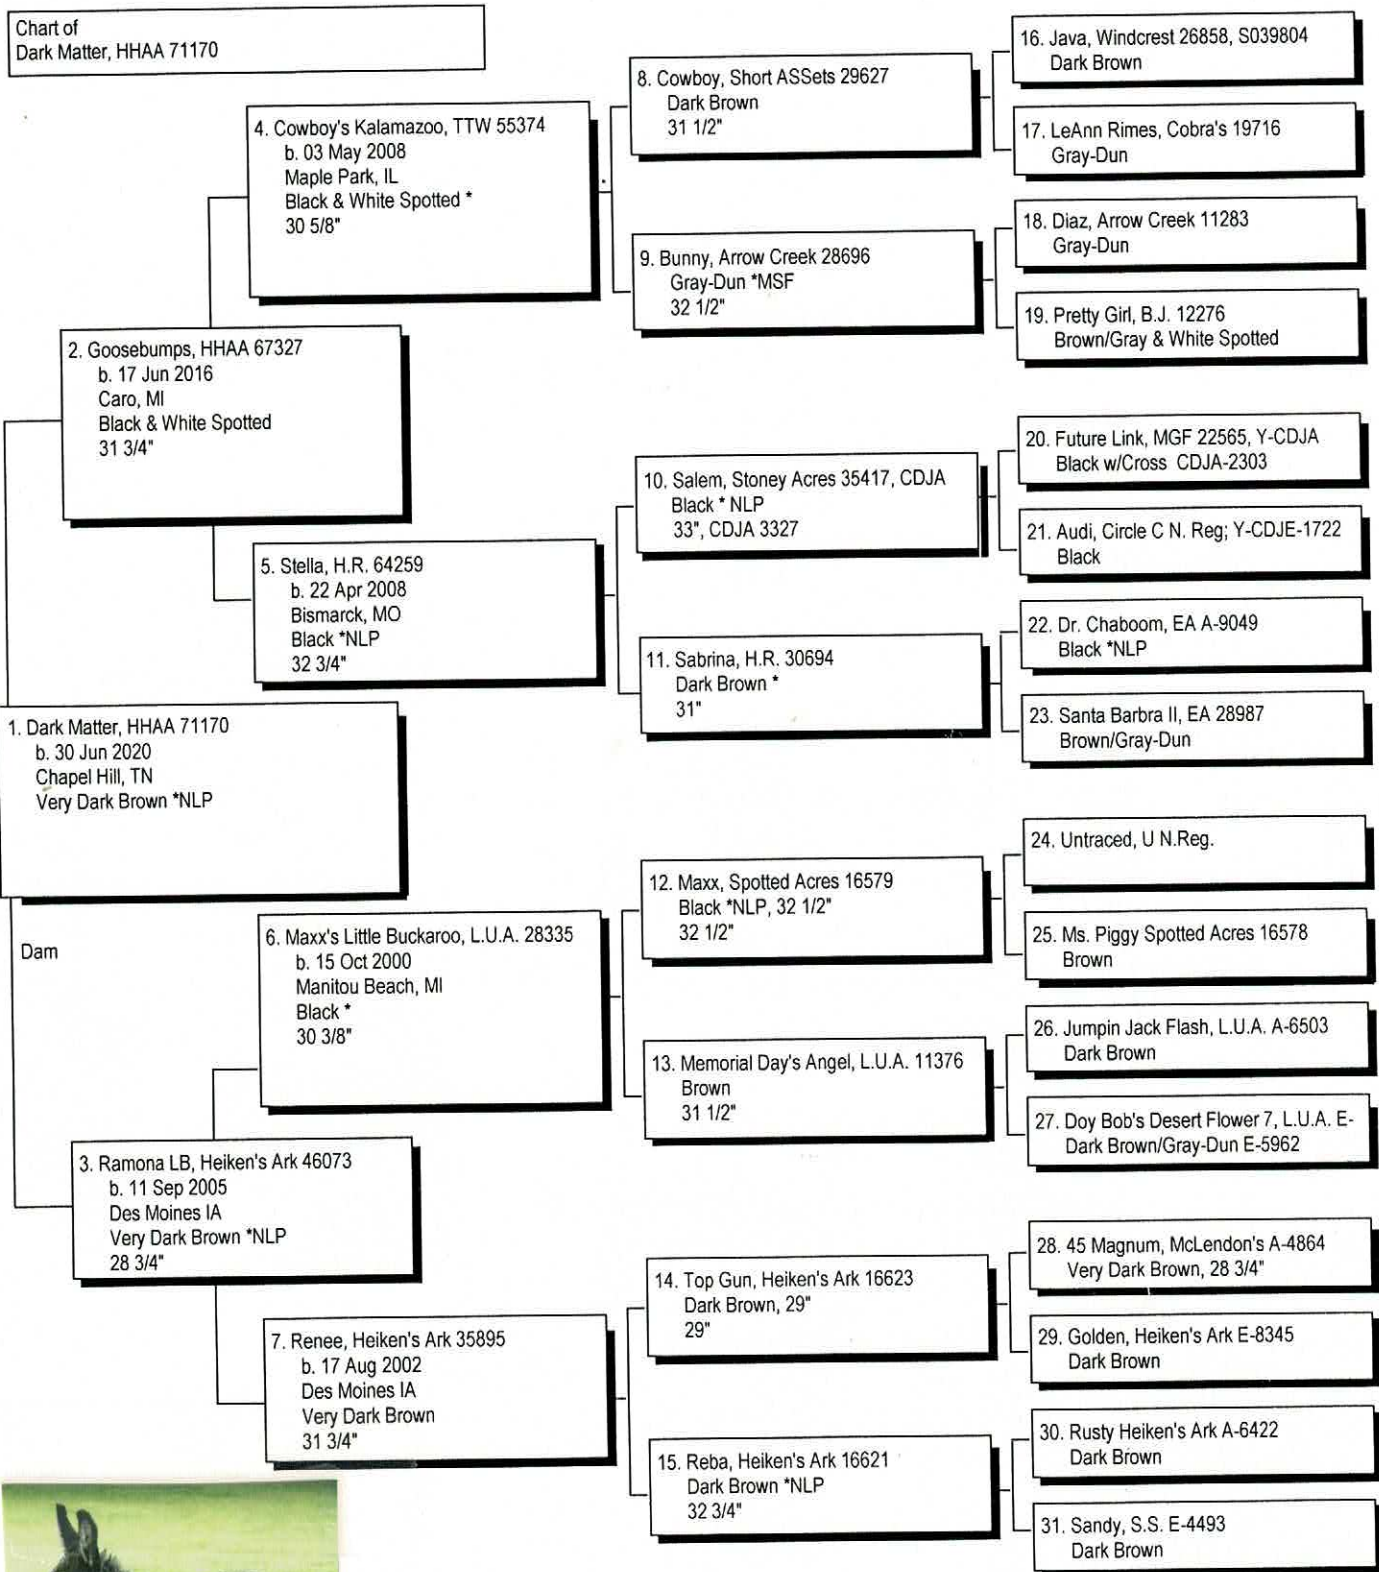 Chart of
Dark Matter, HHAA 71170
1. Dark Matter, HHAA 71170
b. 30 Jun 2020
Chapel Hill, TN
Very Dark Brown *NLP
Dam
2. Goosebumps, HHAA 67327
b. 17 Jun 2016
Caro, MI
Black & White Spotted
31 3/4"
3. Ramona LB, Heiken's Ark 46073
b. 11 Sep 2005
Des Moines IA
Very Dark Brown *NLP
28 3/4"
4. Cowboy's Kalamazoo, TTW 55374
b. 03 May 2008
Maple Park, IL
Black & White Spotted *
30 5/8"
5. Stella, H.R. 64259
b. 22 Apr 2008
Bismarck, MO
Black *NLP
32 3/4"
6. Maxx's Little Buckaroo, L.U.A. 28335
b. 15 Oct 2000
Manitou Beach, MI
Black *
30 3/8"
7. Renee, Heiken's Ark 35895
b. 17 Aug 2002
Des Moines IA
Very Dark Brown
31 3/4"
8. Cowboy, Short ASSets 29627
Dark Brown
31 1/2"
9. Bunny, Arrow Creek 28696
Gray-Dun *MSF
32 1/2"
10. Salem, Stoney Acres 35417, CDJA
Black * NLP
33", CDJA 3327
11. Sabrina, H.R. 30694
Dark Brown *
31"
12. Maxx, Spotted Acres 16579
Black *NLP, 32 1/2"
32 1/2"
13. Memorial Day's Angel, L.U.A. 11376
Brown
31 1/2"
14. Top Gun, Heiken's Ark 16623
Dark Brown, 29"
29"
15. Reba, Heiken's Ark 16621
Dark Brown *NLP
32 3/4"
16. Java, Windcrest 26858, S039804
Dark Brown
17. LeAnn Rimes, Cobra's 19716
Gray-Dun
18. Diaz, Arrow Creek 11283
Gray-Dun
19. Pretty Girl, B.J. 12276
Brown/Gray & White Spotted
20. Future Link, MGF 22565, Y-CDJA
Black w/Cross CDJA-2303
21. Audi, Circle C N. Reg; Y-CDJE-1722
Black
22. Dr. Chaboom, EA A-9049
Black *NLP
23. Santa Barbra II, EA 28987
Brown/Gray-Dun
24. Untraced, U N.Reg.
25. Ms. Piggy Spotted Acres 16578
Brown
26. Jumpin Jack Flash, L.U.A. A-6503
Dark Brown
27. Doy Bob's Desert Flower 7, L.U.A. E-
Dark Brown/Gray-Dun E-5962
28. 45 Magnum, McLendon's A-4864
Very Dark Brown, 28 3/4"
29. Golden, Heiken's Ark E-8345
Dark Brown
30. Rusty Heiken's Ark A-6422
Dark Brown
31. Sandy, S.S. E-4493
Dark Brown